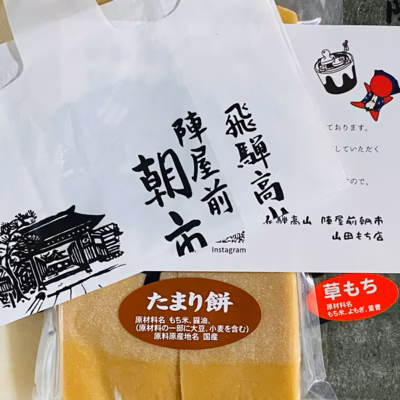 飛騨高山
陣屋前
朝市
Instagram
ております。
していただく
ので、
飛騨高山 陣屋前朝市
山田もち店
たまり餅
原材料名 もち米、醤油、
(原材料の一部に大豆、小麦を含む)
原料原産地名 国産
草もち
原材料名
もち米、よもぎ、重曹